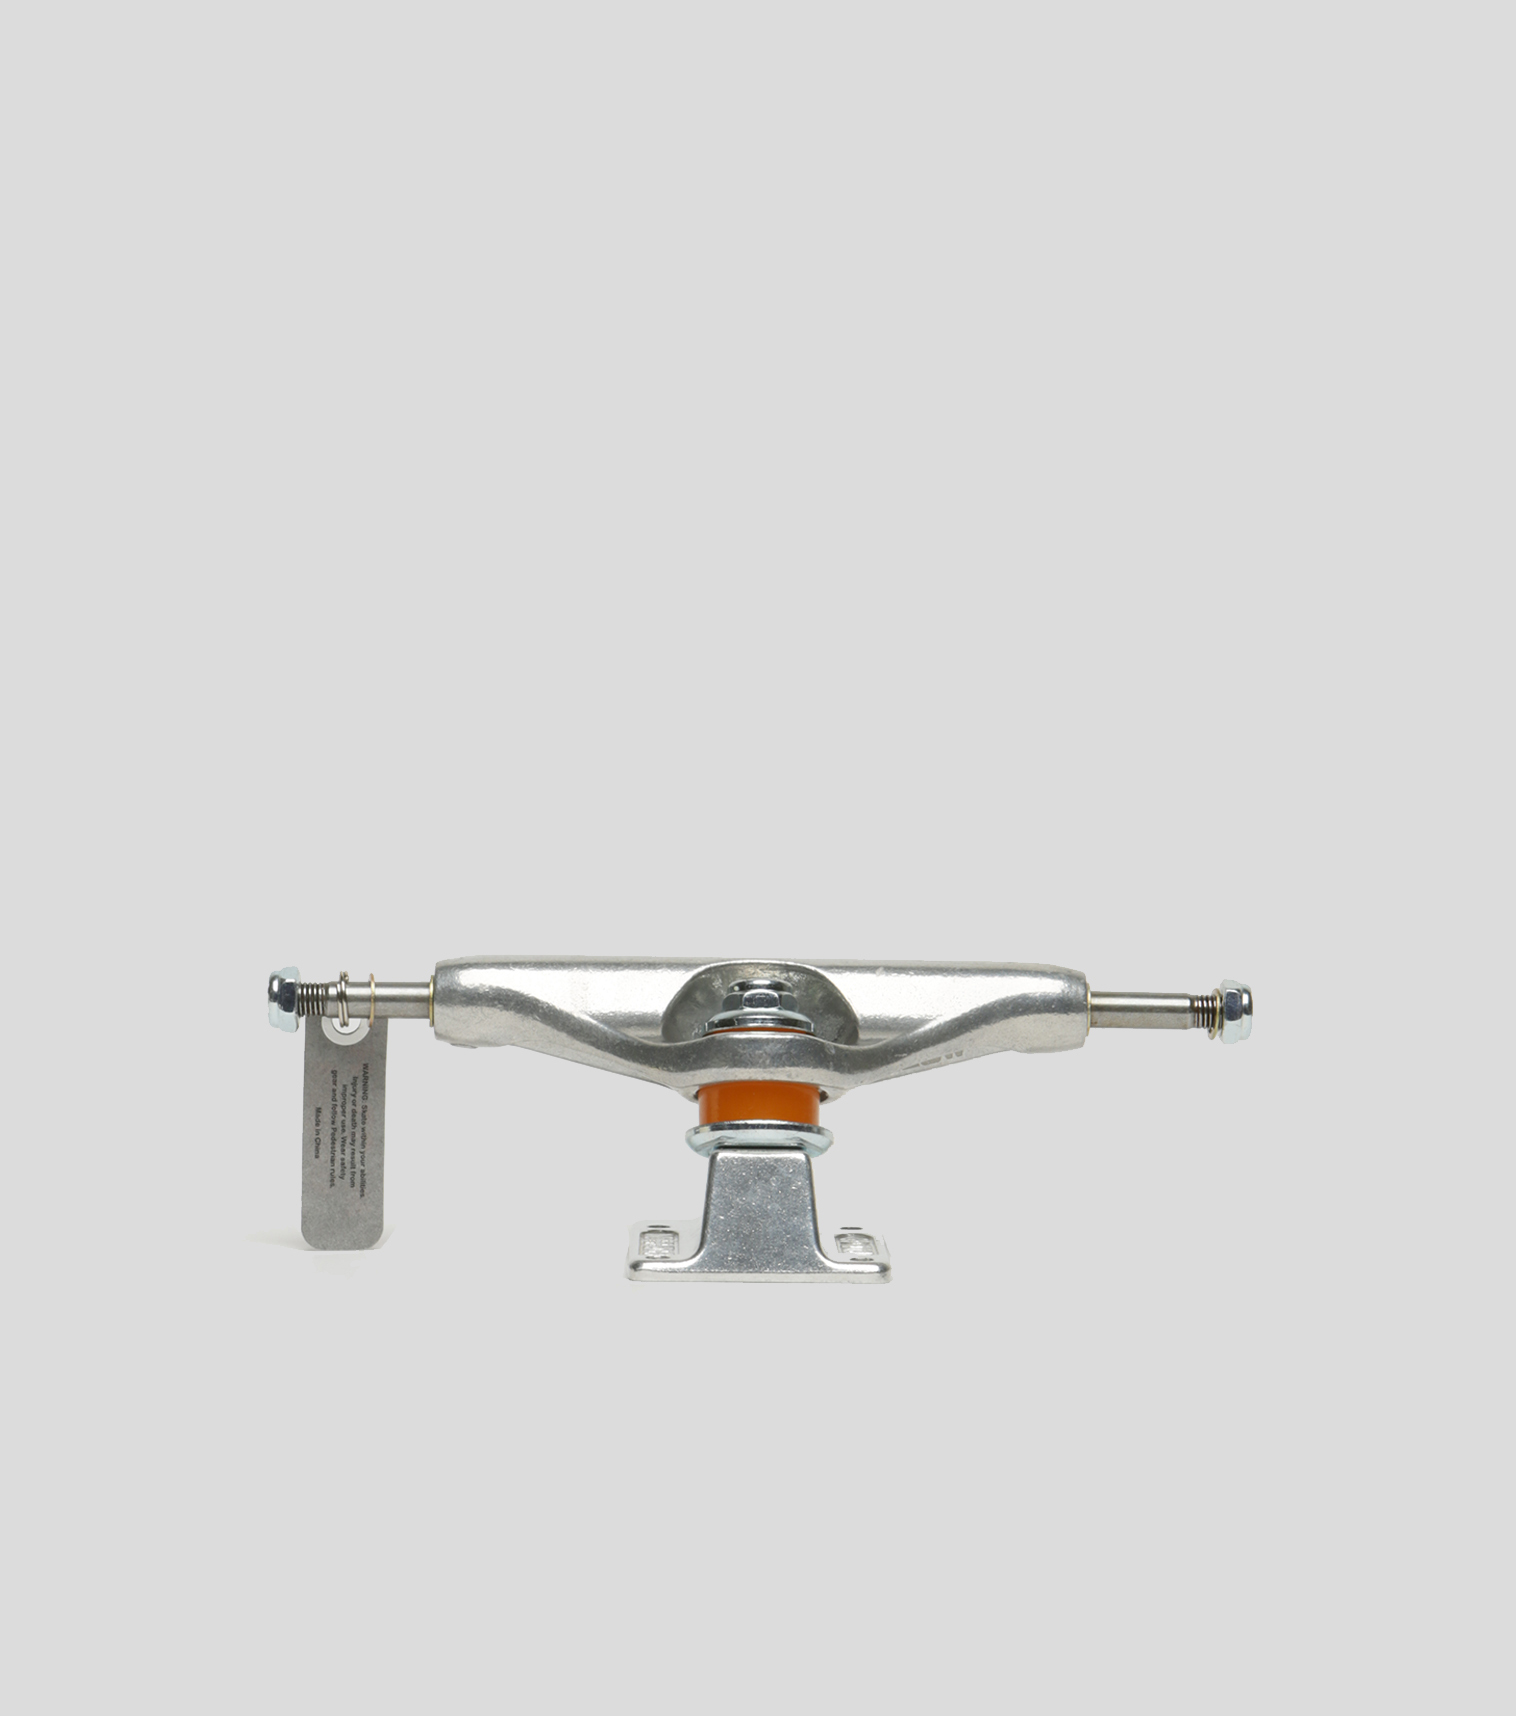 WARNING: Skate within your abilities.
Injury or death may result from
improper use. Wear safety
gear and follow Pedestrian rules.
Made in China